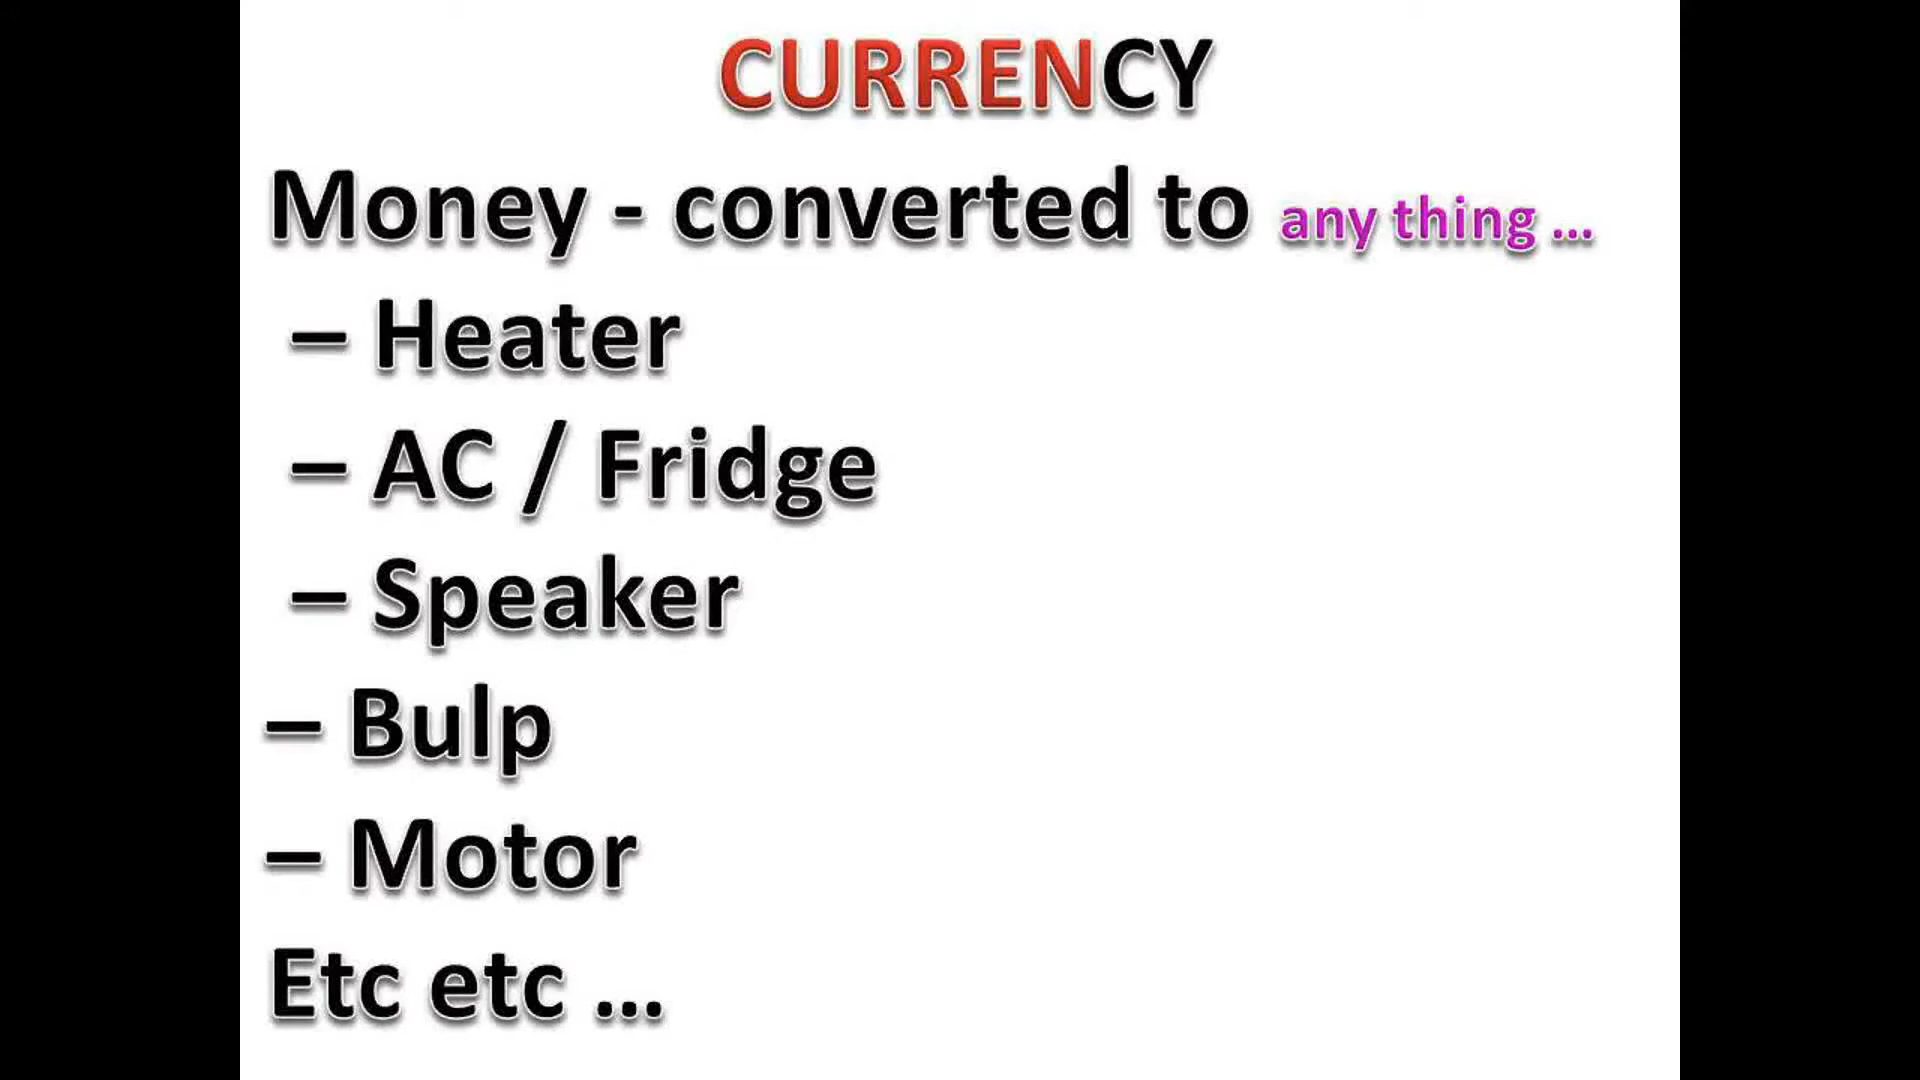 CURRENCY
Money - converted to any thing ...
– Heater
– AC / Fridge
– Speaker
– Bulp
– Motor
Etc etc ...